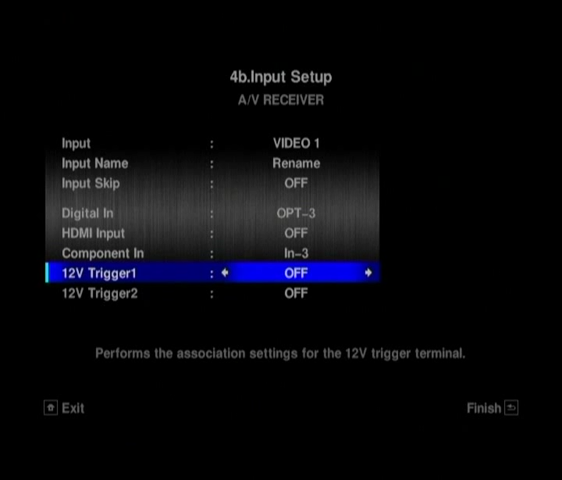 4b.Input Setup
A/V RECEIVER
Input : VIDEO 1
Input Name : Rename
Input Skip : OFF
Digital In : OPT-3
HDMI Input : OFF
Component In : In-3
12V Trigger1 : OFF
12V Trigger2 : OFF
Performs the association settings for the 12V trigger terminal.
Exit Finish